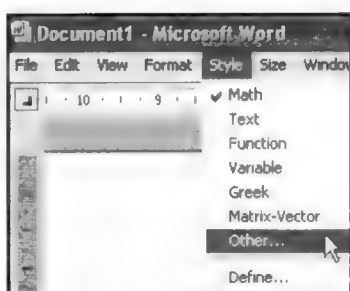 Document1 - Microsoft Word
File Edit View Format Style Size Window
10 9
Math
Text
Function
Variable
Greek
Matrix-Vector
Other...
Define...